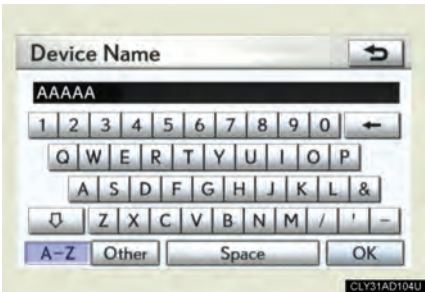 Device Name
AAAAA
1 2 3 4 5 6 7 8 9 0 ←
Q W E R T Y U I O P
A S D F G H J K L &
Z X C V B N M / ' -
A-Z Other Space OK
CLY31AD104U